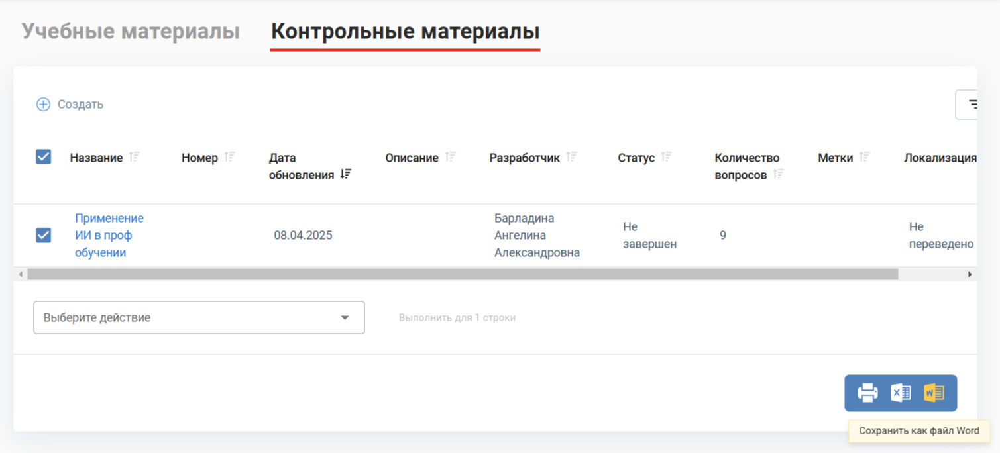 Учебные материалы Контрольные материалы
Создать
Название Номер Дата обновления Описание Разработчик Статус Количество вопросов Метки Локализация
Применение ИИ в проф обучении 08.04.2025 Барладина Ангелина Александровна Не завершен 9 Не переведено
Выберите действие Выполнить для 1 строки
Сохранить как файл Word